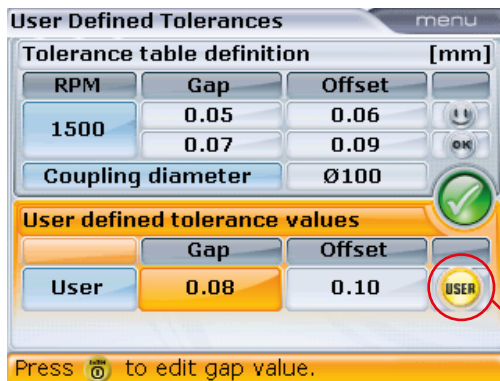 User Defined Tolerances menu
Tolerance table definition [mm]
RPM Gap Offset
1500 0.05 0.06
0.07 0.09 OK
Coupling diameter Ø100
User defined tolerance values
Gap Offset
User 0.08 0.10 USER
Press 0 to edit gap value.